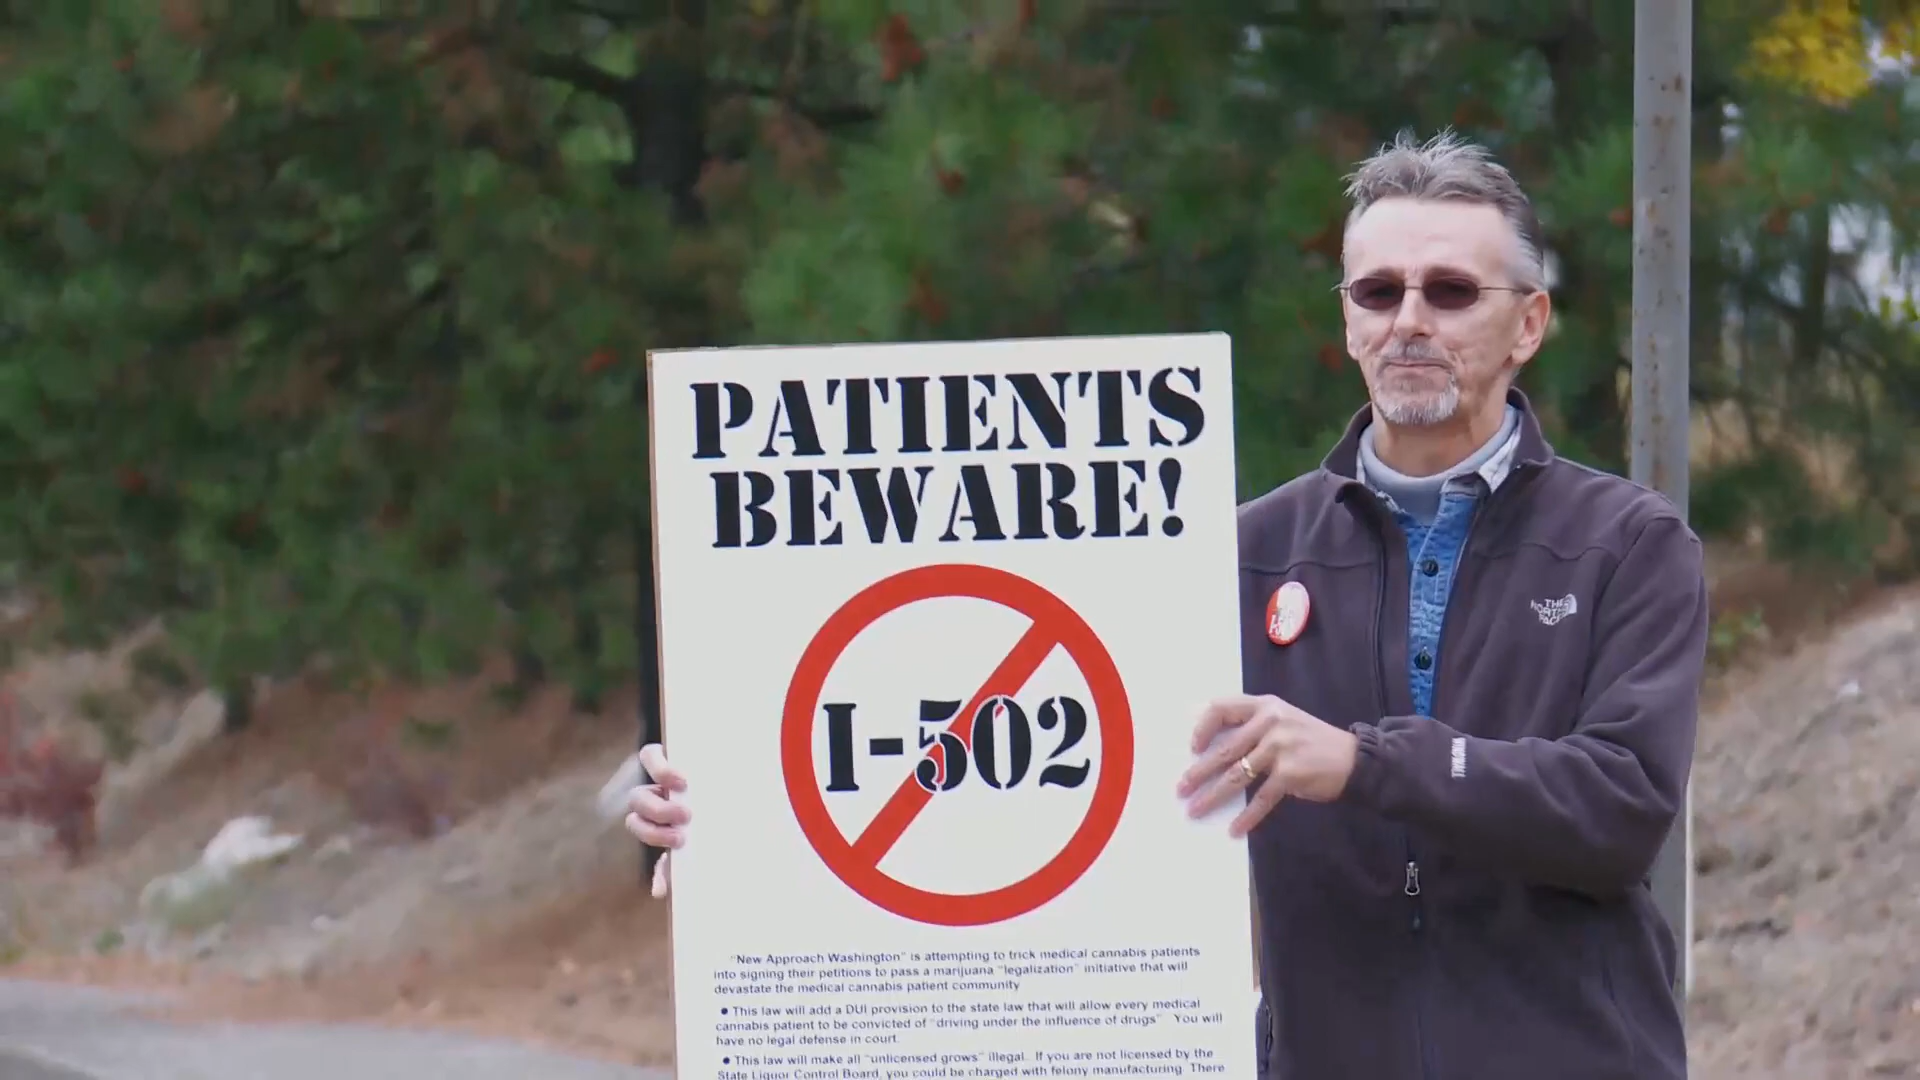 PATIENTS
BEWARE!
I-502
"New Approach Washington" is attempting to trick medical cannabis patients
into signing their petitions to pass a marijuana "legalization" initiative that will
devastate the medical cannabis patient community
● This law will add a DUI provision to the state law that will allow every medical
cannabis patient to be convicted of "driving under the influence of drugs" You will
have no legal defense in court.
● This law will make all "unlicensed grows" illegal. If you are not licensed by the
State Liquor Control Board, you could be charged with felony manufacturing. There
THE
NORTH
FACE
WINDWALL